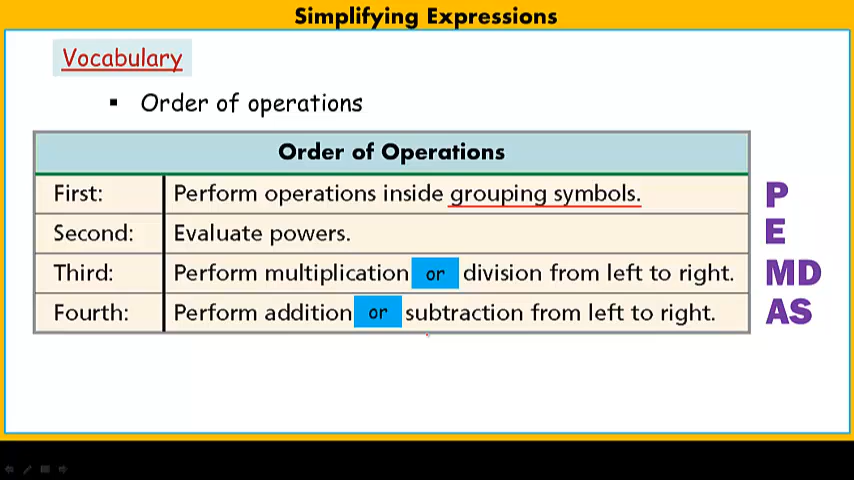 Simplifying Expressions
Vocabulary
▪ Order of operations
Order of Operations
First: Perform operations inside grouping symbols. P
Second: Evaluate powers. E
Third: Perform multiplication or division from left to right. MD
Fourth: Perform addition or subtraction from left to right. AS